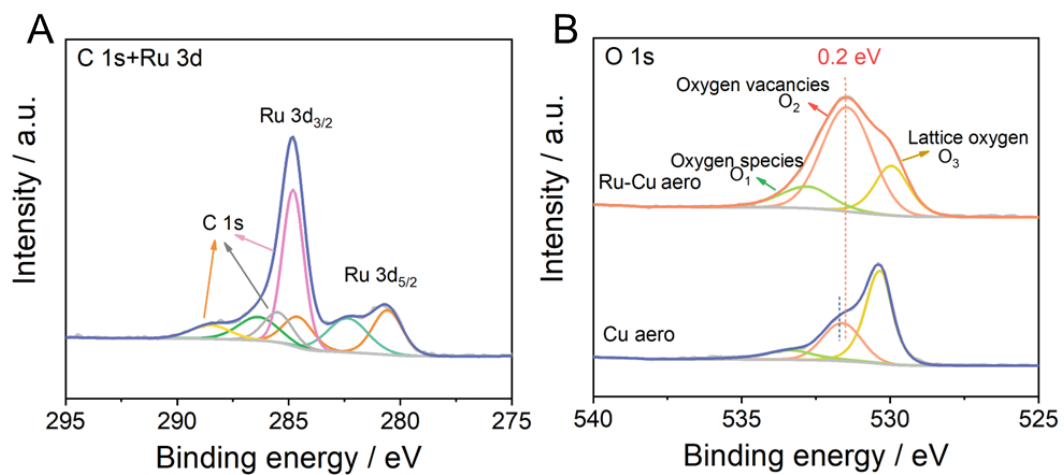 A
C 1s+Ru 3d
Ru 3d3/2
C 1s
Ru 3d5/2
Intensity / a.u.
295 290 285 280 275
Binding energy / eV
B
O 1s
0.2 eV
Oxygen vacancies
O2
Lattice oxygen
O3
Oxygen species
O1
Ru-Cu aero
Cu aero
Intensity / a.u.
540 535 530 525
Binding energy / eV